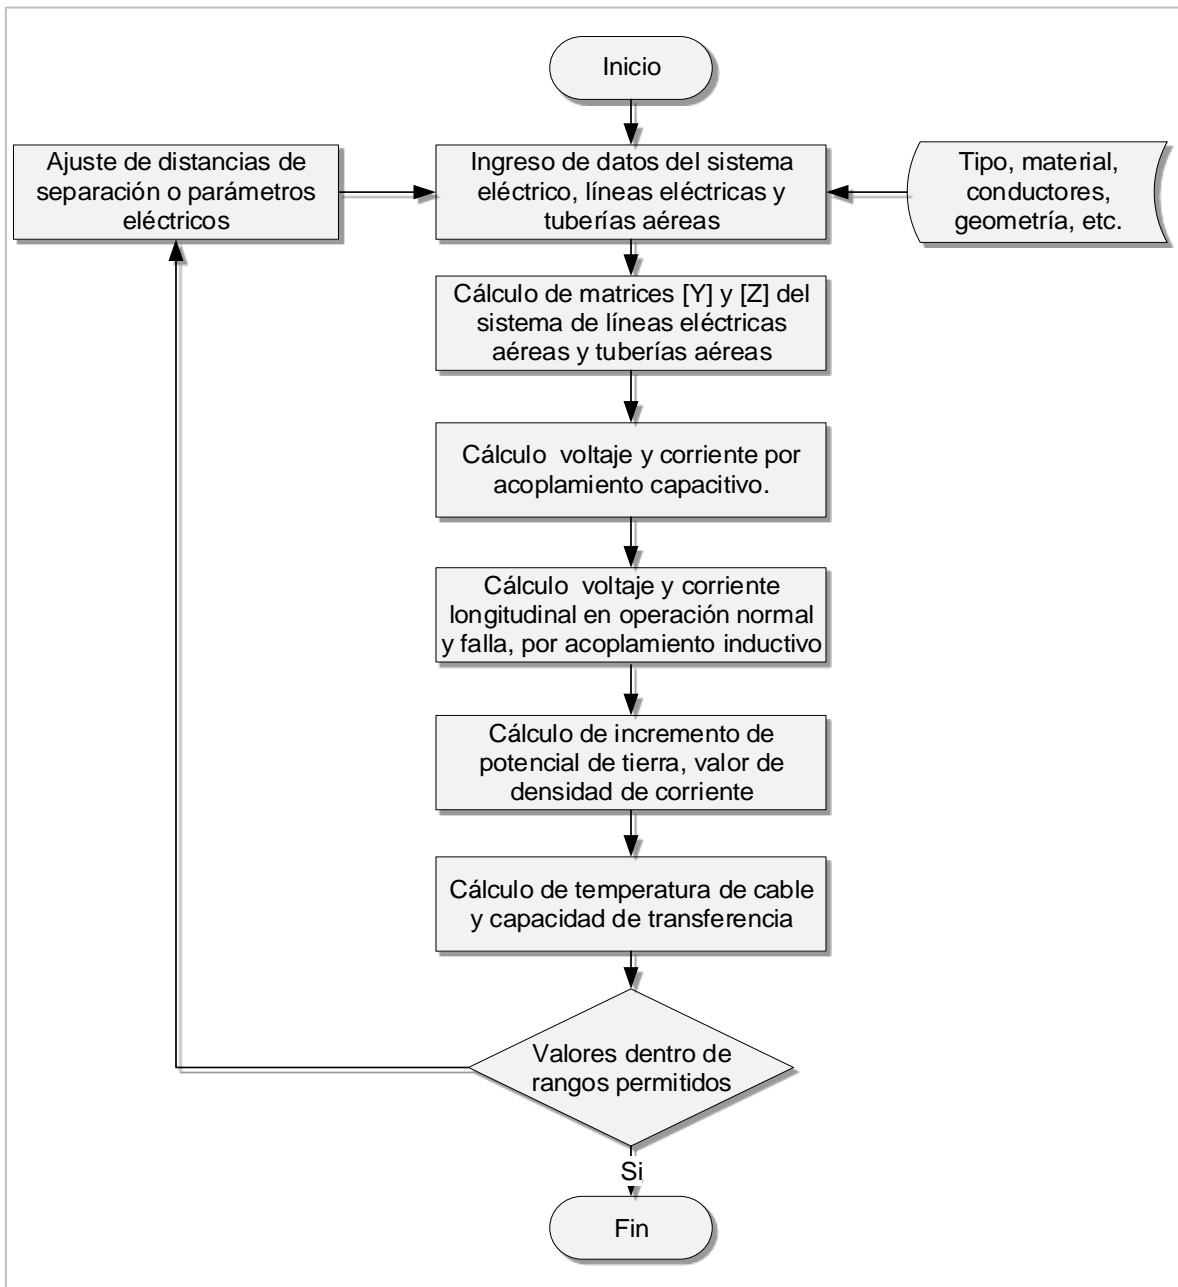 Inicio
Ajuste de distancias de
separación o parámetros
eléctricos
Ingreso de datos del sistema
eléctrico, líneas eléctricas y
tuberías aéreas
Tipo, material,
conductores,
geometría, etc.
Cálculo de matrices [Y] y [Z] del
sistema de líneas eléctricas
aéreas y tuberías aéreas
Cálculo  voltaje y corriente por
acoplamiento capacitivo.
Cálculo  voltaje y corriente
longitudinal en operación normal
y falla, por acoplamiento inductivo
Cálculo de incremento de
potencial de tierra, valor de
densidad de corriente
Cálculo de temperatura de cable
y capacidad de transferencia
Valores dentro de
rangos permitidos
Si
Fin